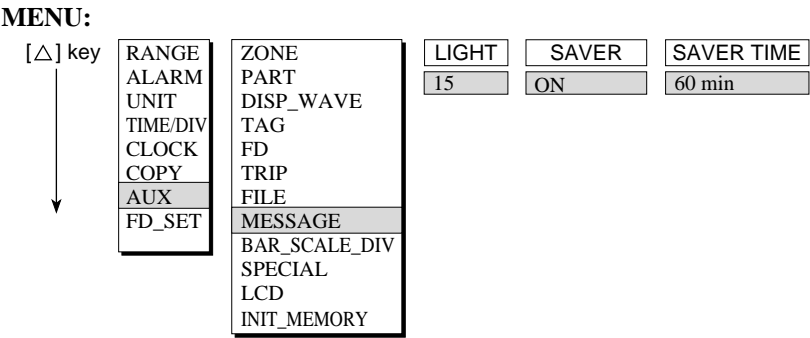 MENU:
[△] key
RANGE
ALARM
UNIT
TIME/DIV
CLOCK
COPY
AUX
FD_SET
ZONE
PART
DISP_WAVE
TAG
FD
TRIP
FILE
MESSAGE
BAR_SCALE_DIV
SPECIAL
LCD
INIT_MEMORY
LIGHT
15
SAVER
ON
SAVER TIME
60 min